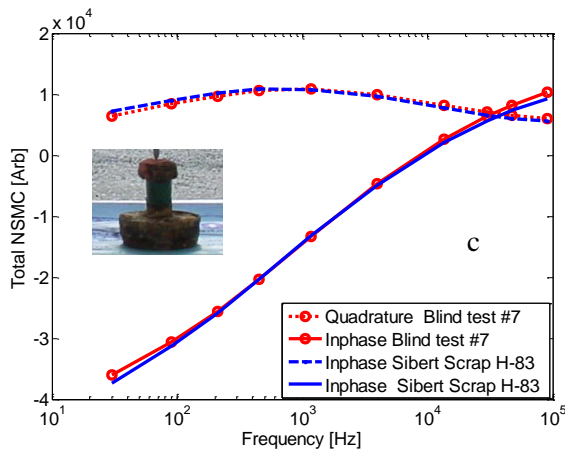 x 10^4
2
1
0
-1
-2
-3
-4
Total NSMC [Arb]
c
Quadrature Blind test #7
Inphase Blind test #7
Inphase Sibert Scrap H-83
Inphase Sibert Scrap H-83
10^1 10^2 10^3 10^4 10^5
Frequency [Hz]